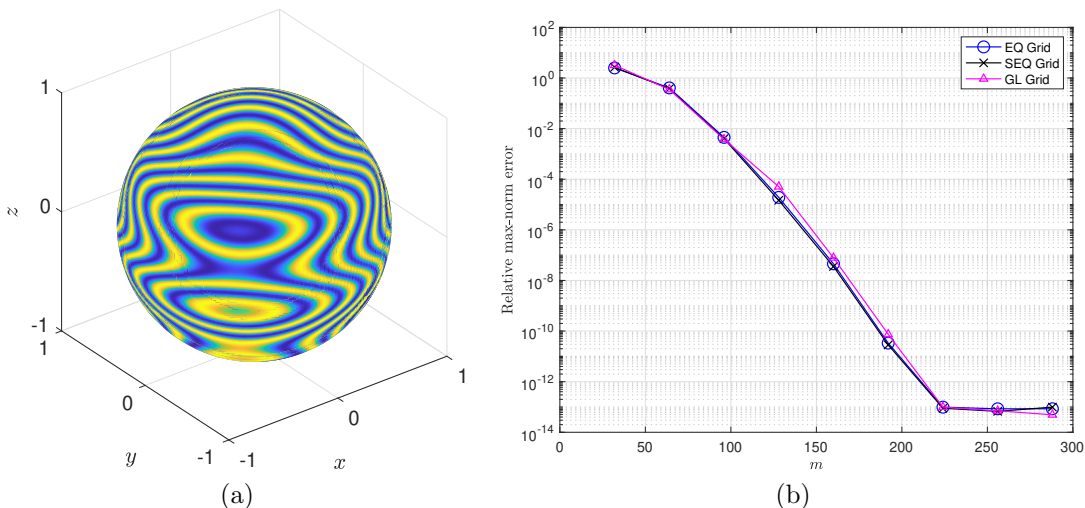 1
0
-1
z
1
0
-1
y
-1
0
1
x
(a)
10^2
10^0
10^-2
10^-4
10^-6
10^-8
10^-10
10^-12
10^-14
Relative max-norm error
0
50
100
150
200
250
300
m
EQ Grid
SEQ Grid
GL Grid
(b)